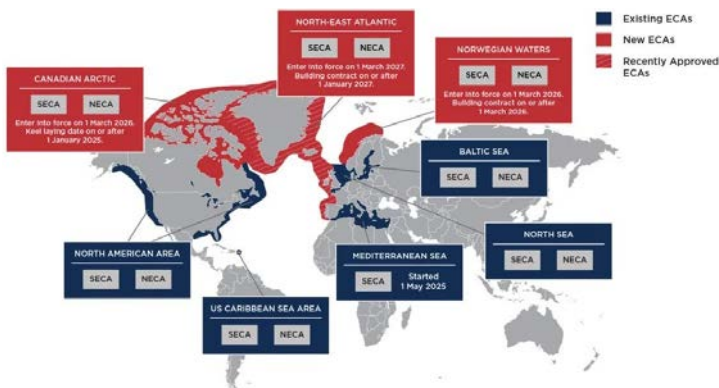 NORTH-EAST ATLANTIC
SECA NECA
Enter into force on 1 March 2027.
Building contract on or after
1 January 2027.
Existing ECAs
New ECAs
Recently Approved
ECAs
NORWEGIAN WATERS
SECA NECA
Enter into force on 1 March 2026.
Building contract on or after
1 March 2026.
CANADIAN ARCTIC
SECA NECA
Enter into force on 1 March 2026.
Keel laying date on or after
1 January 2025.
BALTIC SEA
SECA NECA
NORTH AMERICAN AREA
SECA NECA
MEDITERRANEAN SEA
SECA Started
1 May 2025
NORTH SEA
SECA NECA
US CARIBBEAN SEA AREA
SECA NECA